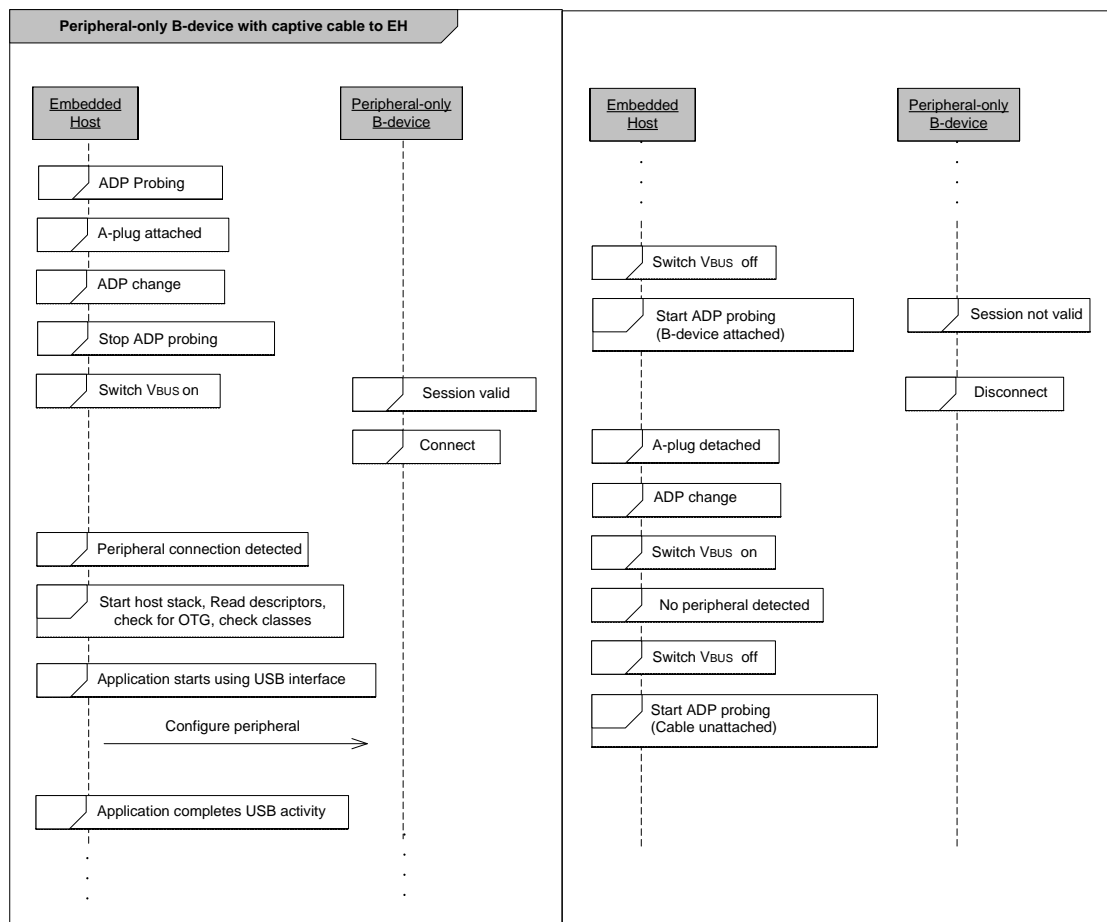 Peripheral-only B-device with captive cable to EH
Embedded
Host
Peripheral-only
B-device
ADP Probing
A-plug attached
ADP change
Stop ADP probing
Switch VBUS on
Session valid
Connect
Peripheral connection detected
Start host stack, Read descriptors,
check for OTG, check classes
Application starts using USB interface
Configure peripheral
Application completes USB activity
Embedded
Host
Peripheral-only
B-device
Switch VBUS off
Start ADP probing
(B-device attached)
Session not valid
Disconnect
A-plug detached
ADP change
Switch VBUS on
No peripheral detected
Switch VBUS off
Start ADP probing
(Cable unattached)